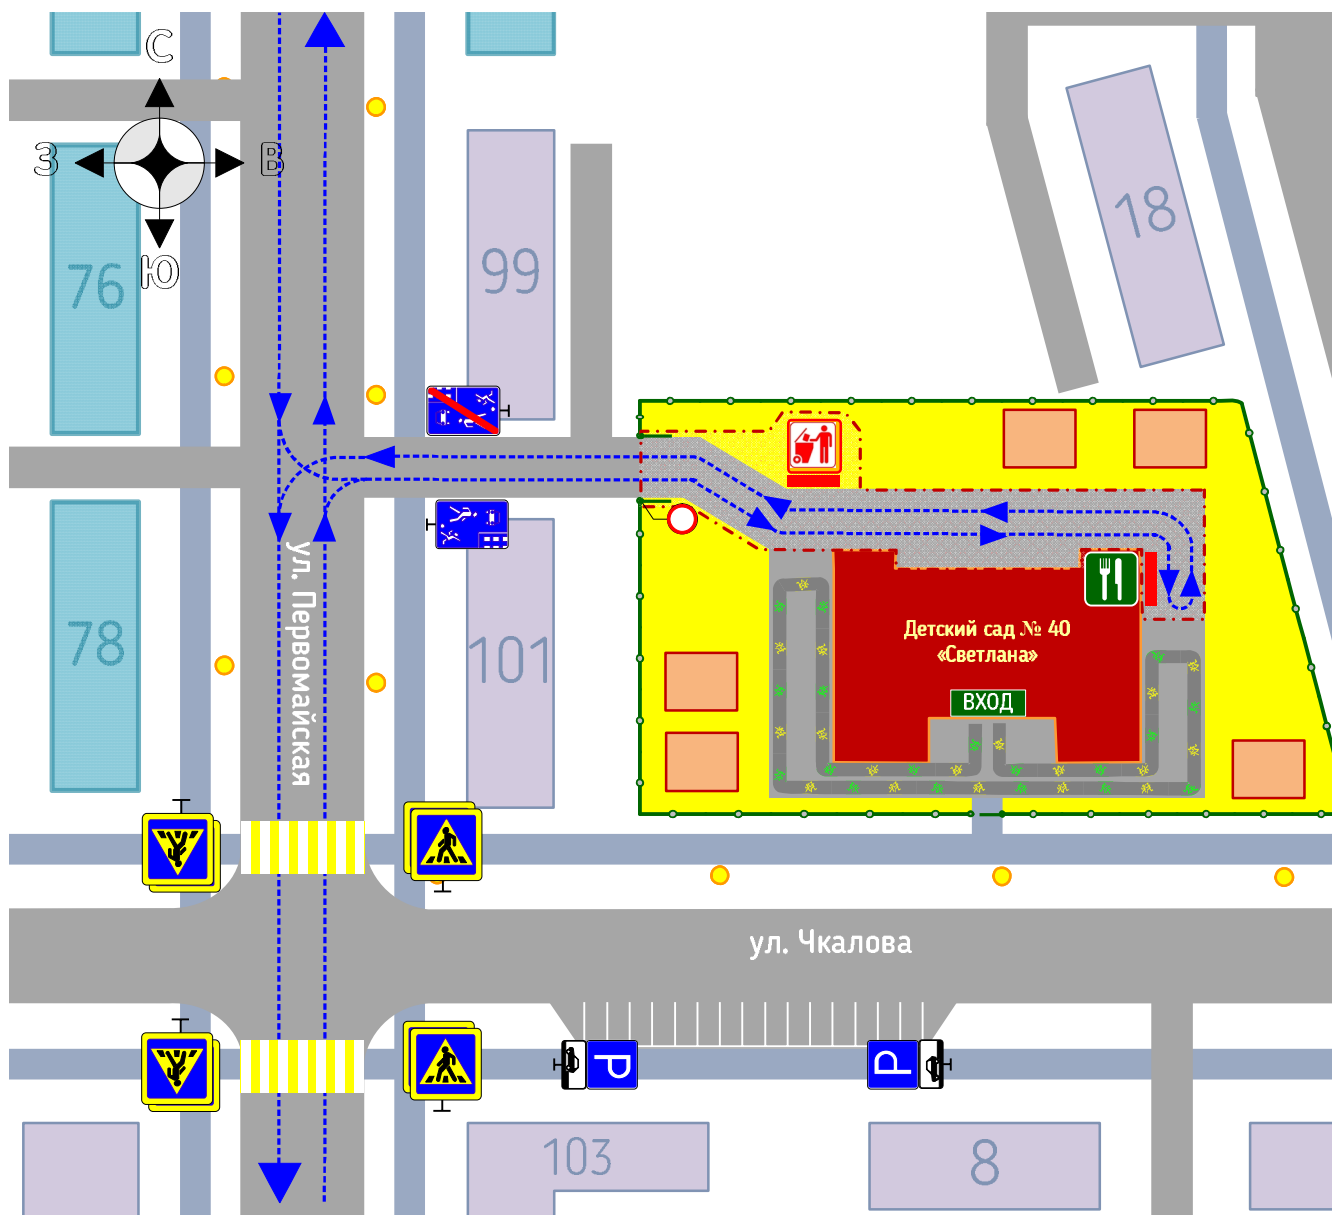 С
З
В
Ю
18
76
99
Детский сад № 40
«Светлана»
78
101
ул. Первомайская
ВХОД
ул. Чкалова
P
P
103
8